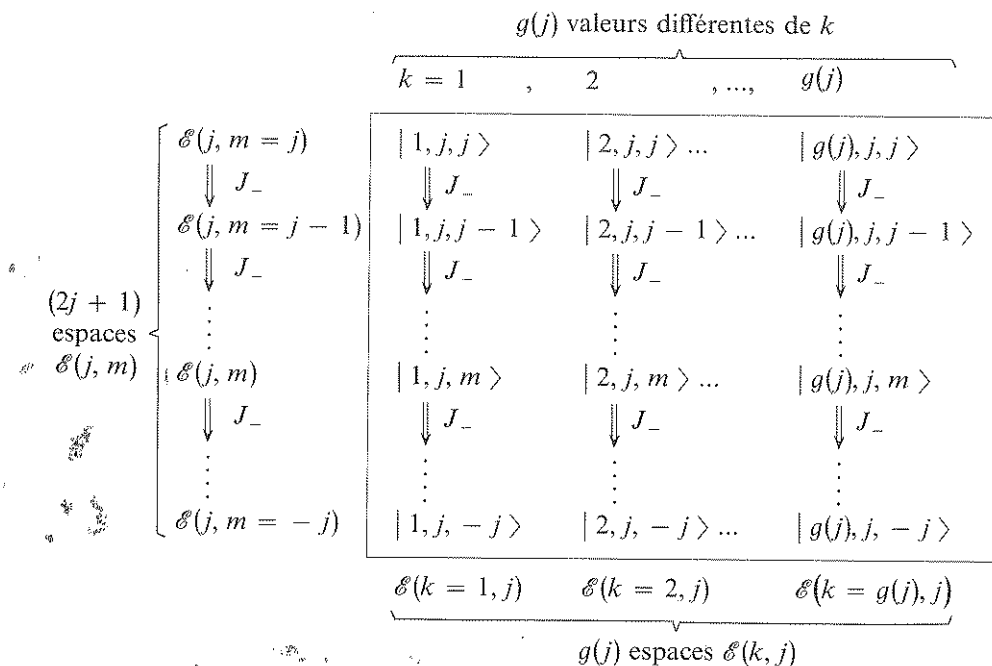 g(j) valeurs différentes de k
k = 1 , 2 , ..., g(j)
ℰ(j, m = j) | 1, j, j ⟩ | 2, j, j ⟩ ... | g(j), j, j ⟩
⇓ J₋ ⇓ J₋ ⇓ J₋ ⇓ J₋
ℰ(j, m = j − 1) | 1, j, j − 1 ⟩ | 2, j, j − 1 ⟩ ... | g(j), j, j − 1 ⟩
⇓ J₋ ⇓ J₋ ⇓ J₋ ⇓ J₋
(2j + 1)
espaces
ℰ(j, m)
ℰ(j, m) | 1, j, m ⟩ | 2, j, m ⟩ ... | g(j), j, m ⟩
⇓ J₋ ⇓ J₋ ⇓ J₋ ⇓ J₋
ℰ(j, m = − j) | 1, j, − j ⟩ | 2, j, − j ⟩ ... | g(j), j, − j ⟩
ℰ(k = 1, j) ℰ(k = 2, j) ℰ(k = g(j), j)
g(j) espaces ℰ(k, j)